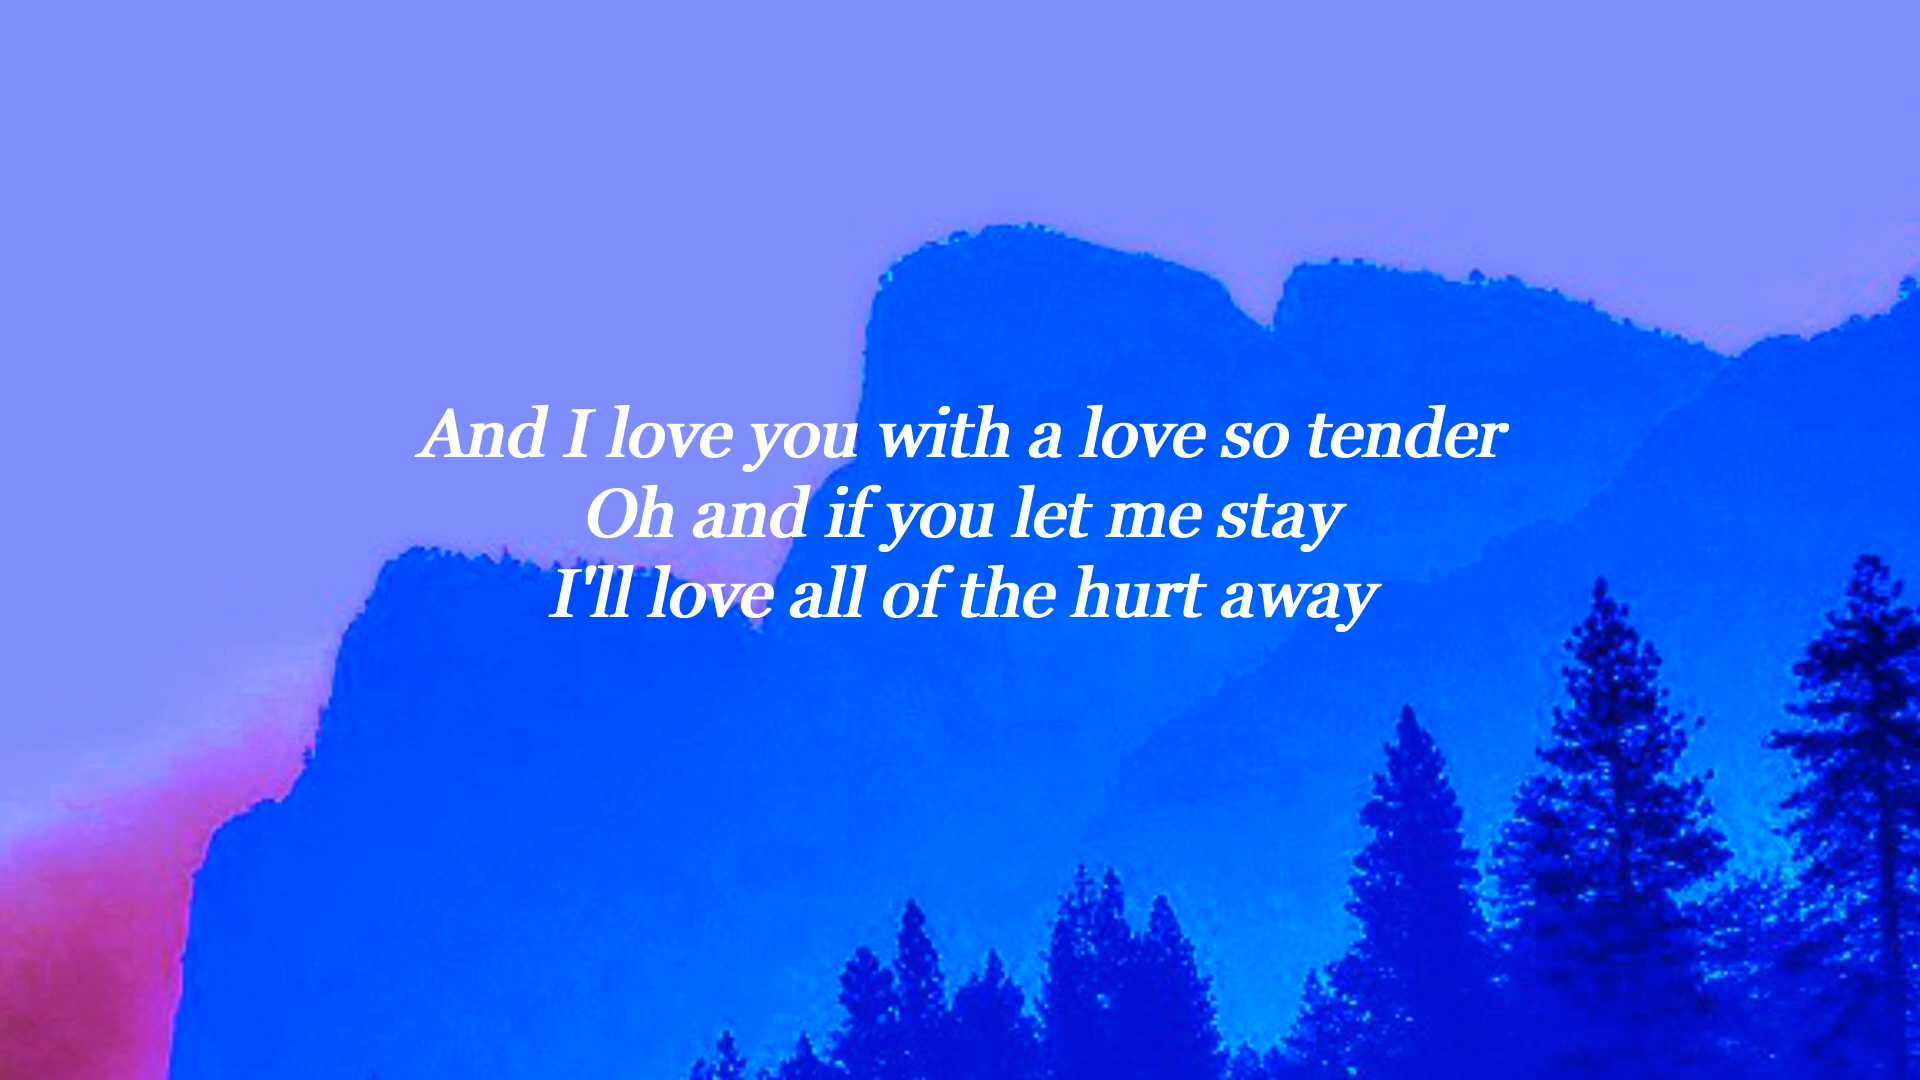 And I love you with a love so tender
Oh and if you let me stay
I'll love all of the hurt away